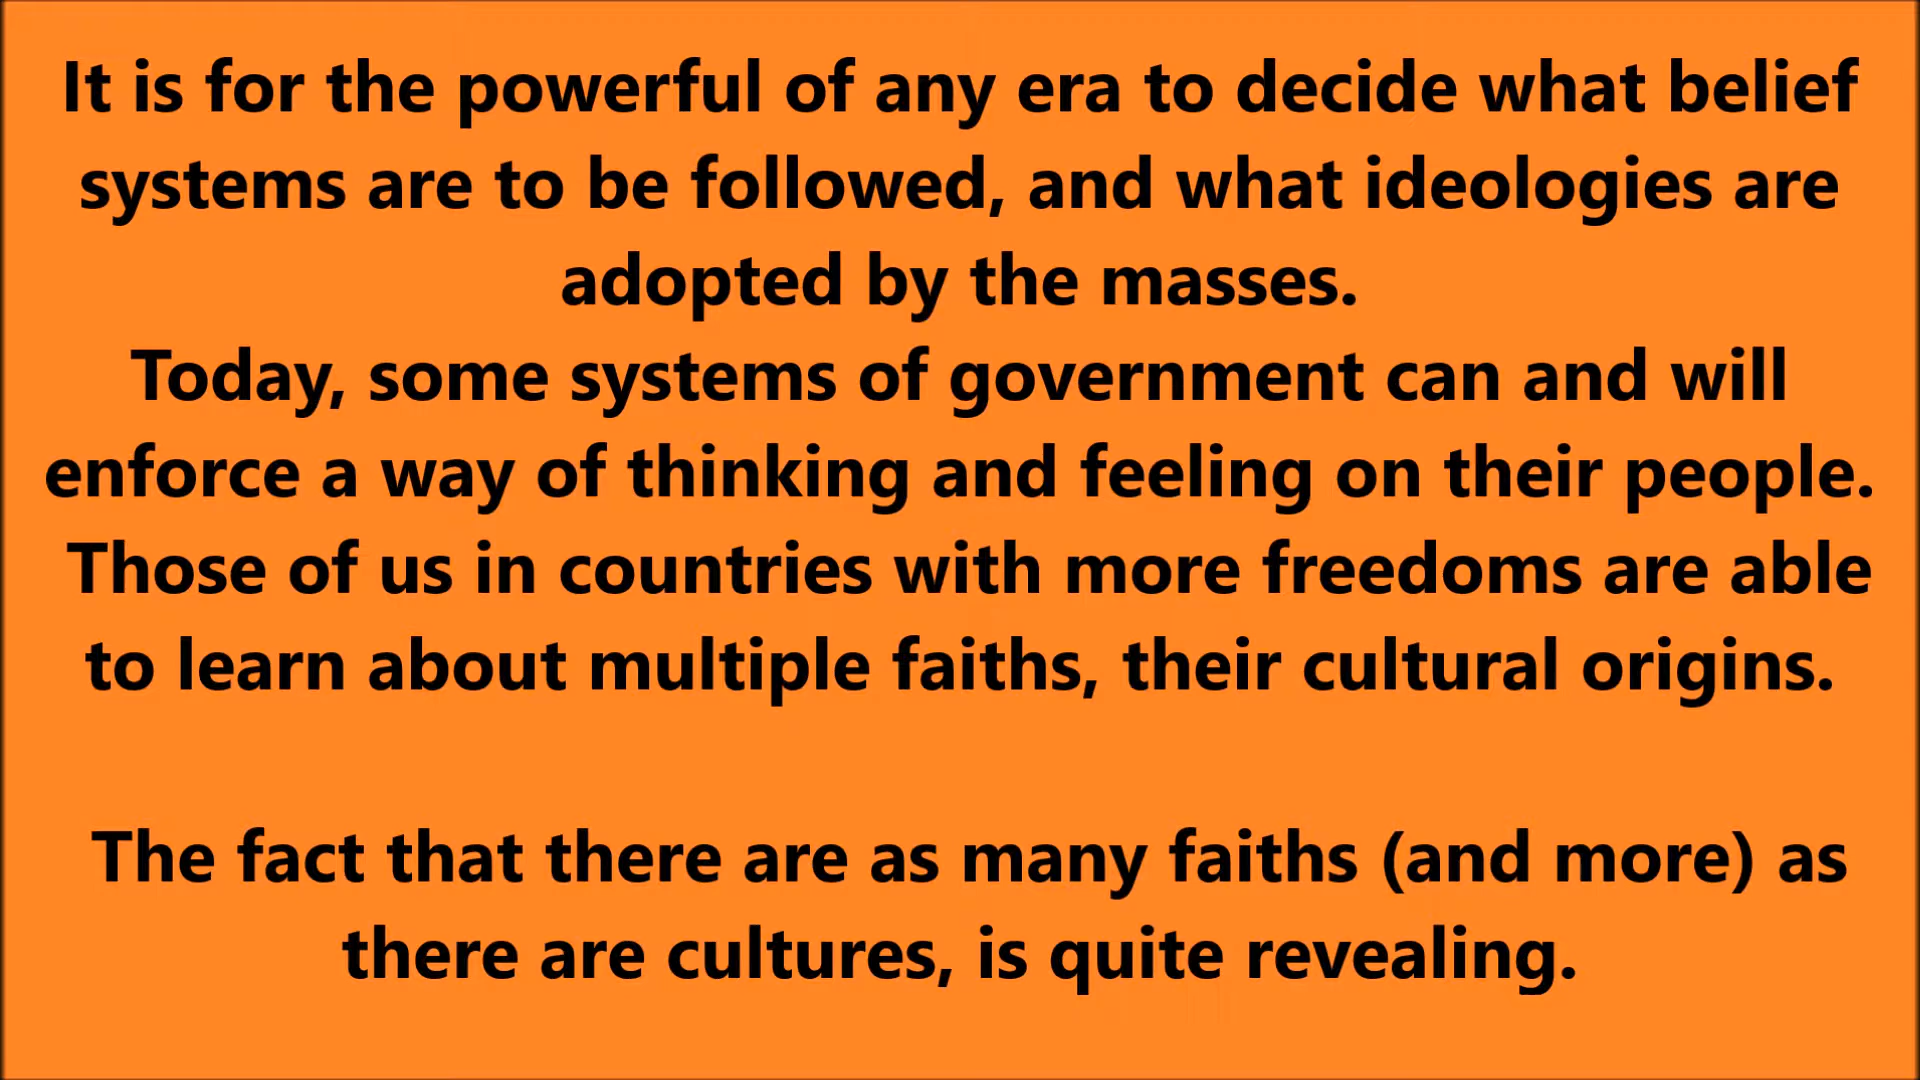 It is for the powerful of any era to decide what belief
systems are to be followed, and what ideologies are
adopted by the masses.
Today, some systems of government can and will
enforce a way of thinking and feeling on their people.
Those of us in countries with more freedoms are able
to learn about multiple faiths, their cultural origins.
The fact that there are as many faiths (and more) as
there are cultures, is quite revealing.